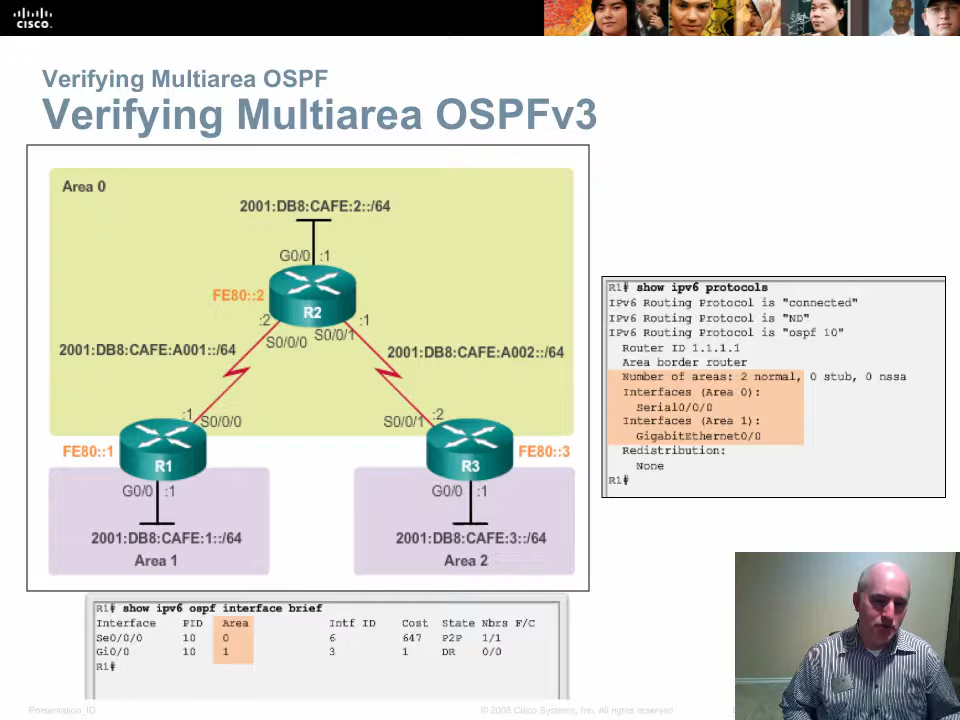 CISCO.
Verifying Multiarea OSPF
Verifying Multiarea OSPFv3
Area 0
2001:DB8:CAFE:2::/64
G0/0 :1
FE80::2
R2
:2 :1
S0/0/0 S0/0/1
2001:DB8:CAFE:A001::/64 2001:DB8:CAFE:A002::/64
:1 S0/0/0 S0/0/1 :2
FE80::1 R1 R3 FE80::3
G0/0 :1 G0/0 :1
2001:DB8:CAFE:1::/64 2001:DB8:CAFE:3::/64
Area 1 Area 2
R1# show ipv6 protocols
IPv6 Routing Protocol is "connected"
IPv6 Routing Protocol is "ND"
IPv6 Routing Protocol is "ospf 10"
Router ID 1.1.1.1
Area border router
Number of areas: 2 normal, 0 stub, 0 nssa
Interfaces (Area 0):
Serial0/0/0
Interfaces (Area 1):
GigabitEthernet0/0
Redistribution:
None
R1#
R1# show ipv6 ospf interface brief
Interface PID Area Intf ID Cost State Nbrs F/C
Se0/0/0 10 0 6 647 P2P 1/1
Gi0/0 10 1 3 1 DR 0/0
R1#
Presentation_ID © 2008 Cisco Systems, Inc. All rights reserved